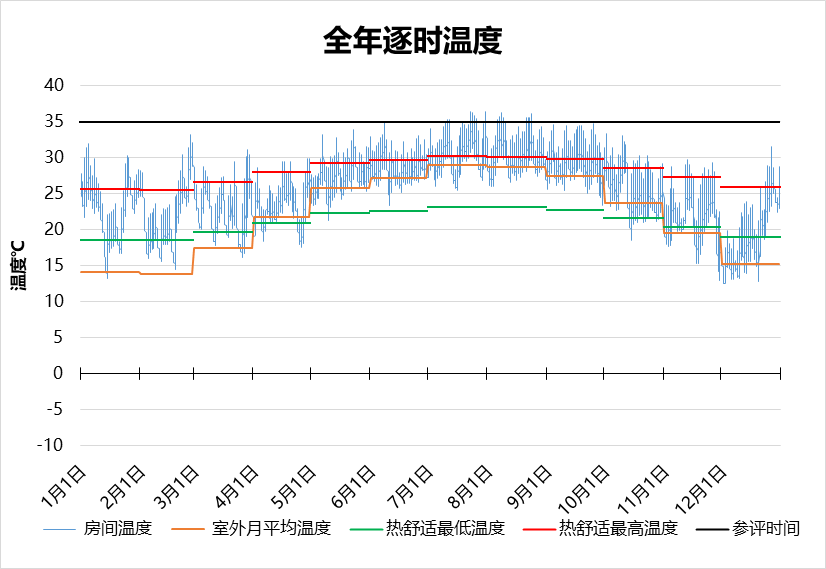 全年逐时温度
40
35
30
25
20
15
10
5
0
-5
-10
温度℃
1月1日
2月1日
3月1日
4月1日
5月1日
6月1日
7月1日
8月1日
9月1日
10月1日
11月1日
12月1日
房间温度 室外月平均温度 热舒适最低温度 热舒适最高温度 参评时间